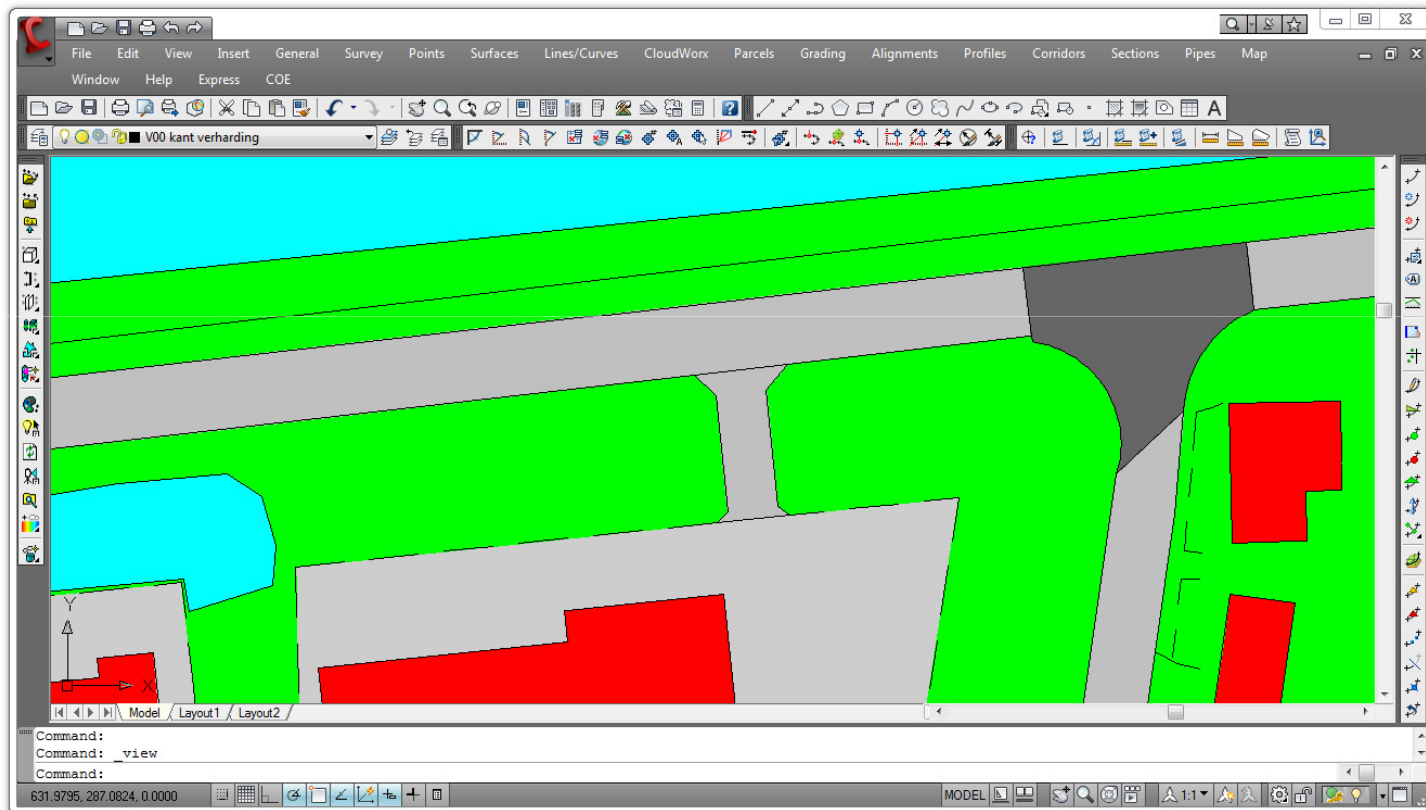 File Edit View Insert General Survey Points Surfaces Lines/Curves CloudWorx Parcels Grading Alignments Profiles Corridors Sections Pipes Map
Window Help Express COE
A
V00 kant verharding
Y
X
Model Layout1 Layout2
Command:
Command: _view
Command:
631.9795, 287.0824, 0.0000 MODEL 1:1